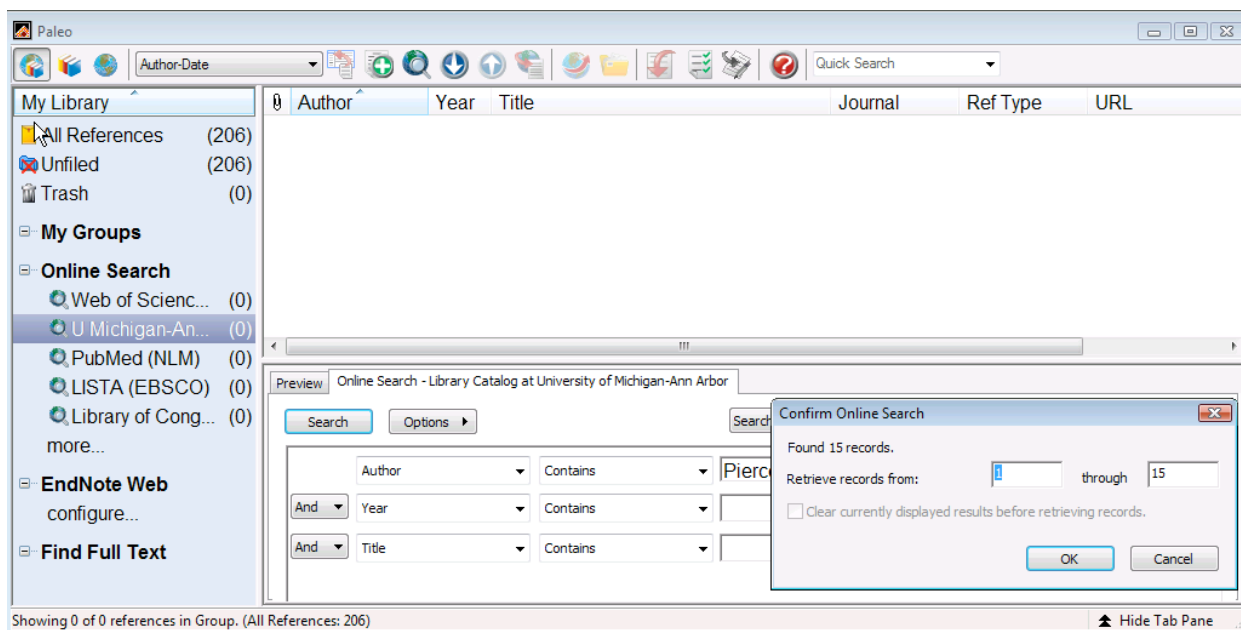 Paleo
Author-Date
Quick Search
My Library
All References (206)
Unfiled (206)
Trash (0)
My Groups
Online Search
Web of Scienc... (0)
U Michigan-An... (0)
PubMed (NLM) (0)
LISTA (EBSCO) (0)
Library of Cong... (0)
more...
EndNote Web
configure...
Find Full Text
Author Year Title Journal Ref Type URL
Preview Online Search - Library Catalog at University of Michigan-Ann Arbor
Search Options Search
Author Contains Pierc
And Year Contains
And Title Contains
Confirm Online Search
Found 15 records.
Retrieve records from: 1 through 15
Clear currently displayed results before retrieving records.
OK Cancel
Showing 0 of 0 references in Group. (All References: 206)
Hide Tab Pane